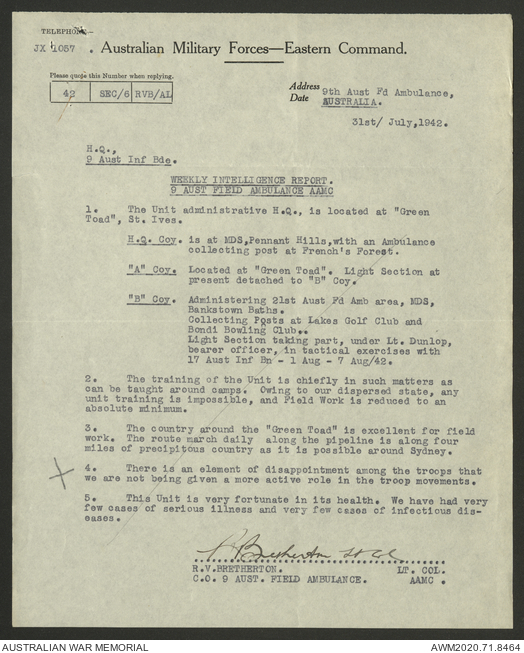 TELEPHONE—
JX 1057 . Australian Military Forces—Eastern Command.
Please quote this Number when replying.
42 SEC/6 RVB/AL
Address 9th Aust Fd Ambulance,
Date AUSTRALIA.
31st/ July,1942.
H.Q.,
9 Aust Inf Bde.
WEEKLY INTELLIGENCE REPORT.
9 AUST FIELD AMBULANCE AAMC
1. The Unit administrative H.Q., is located at "Green
Toad", St. Ives.
H.Q. Coy. is at MDS,Pennant Hills,with an Ambulance
collecting post at French's Forest.
"A" Coy. Located at "Green Toad". Light Section at
present detached to "B" Coy.
"B" Coy. Administering 21st Aust Fd Amb area, MDS,
Bankstown Baths.
Collecting Posts at Lakes Golf Club and
Bondi Bowling Club..
Light Section taking part, under Lt. Dunlop,
bearer officer, in tactical exercises with
17 Aust Inf Bn - 1 Aug - 7 Aug/42.
2. The training of the Unit is chiefly in such matters as
can be taught around camps. Owing to our dispersed state, any
unit training is impossible, and Field Work is reduced to an
absolute minimum.
3. The country around the "Green Toad" is excellent for field
work. The route march daily along the pipeline is along four
miles of precipitous country as it is possible around Sydney.
4. There is an element of disappointment among the troops that
we are not being given a more active role in the troop movements.
5. This Unit is very fortunate in its health. We have had very
few cases of serious illness and very few cases of infectious dis-
eases.
R V Bretherton Lt Col
R.V.BRETHERTON. LT. COL.
C.O. 9 AUST. FIELD AMBULANCE. AAMC .
AUSTRALIAN WAR MEMORIAL AWM2020.71.8464